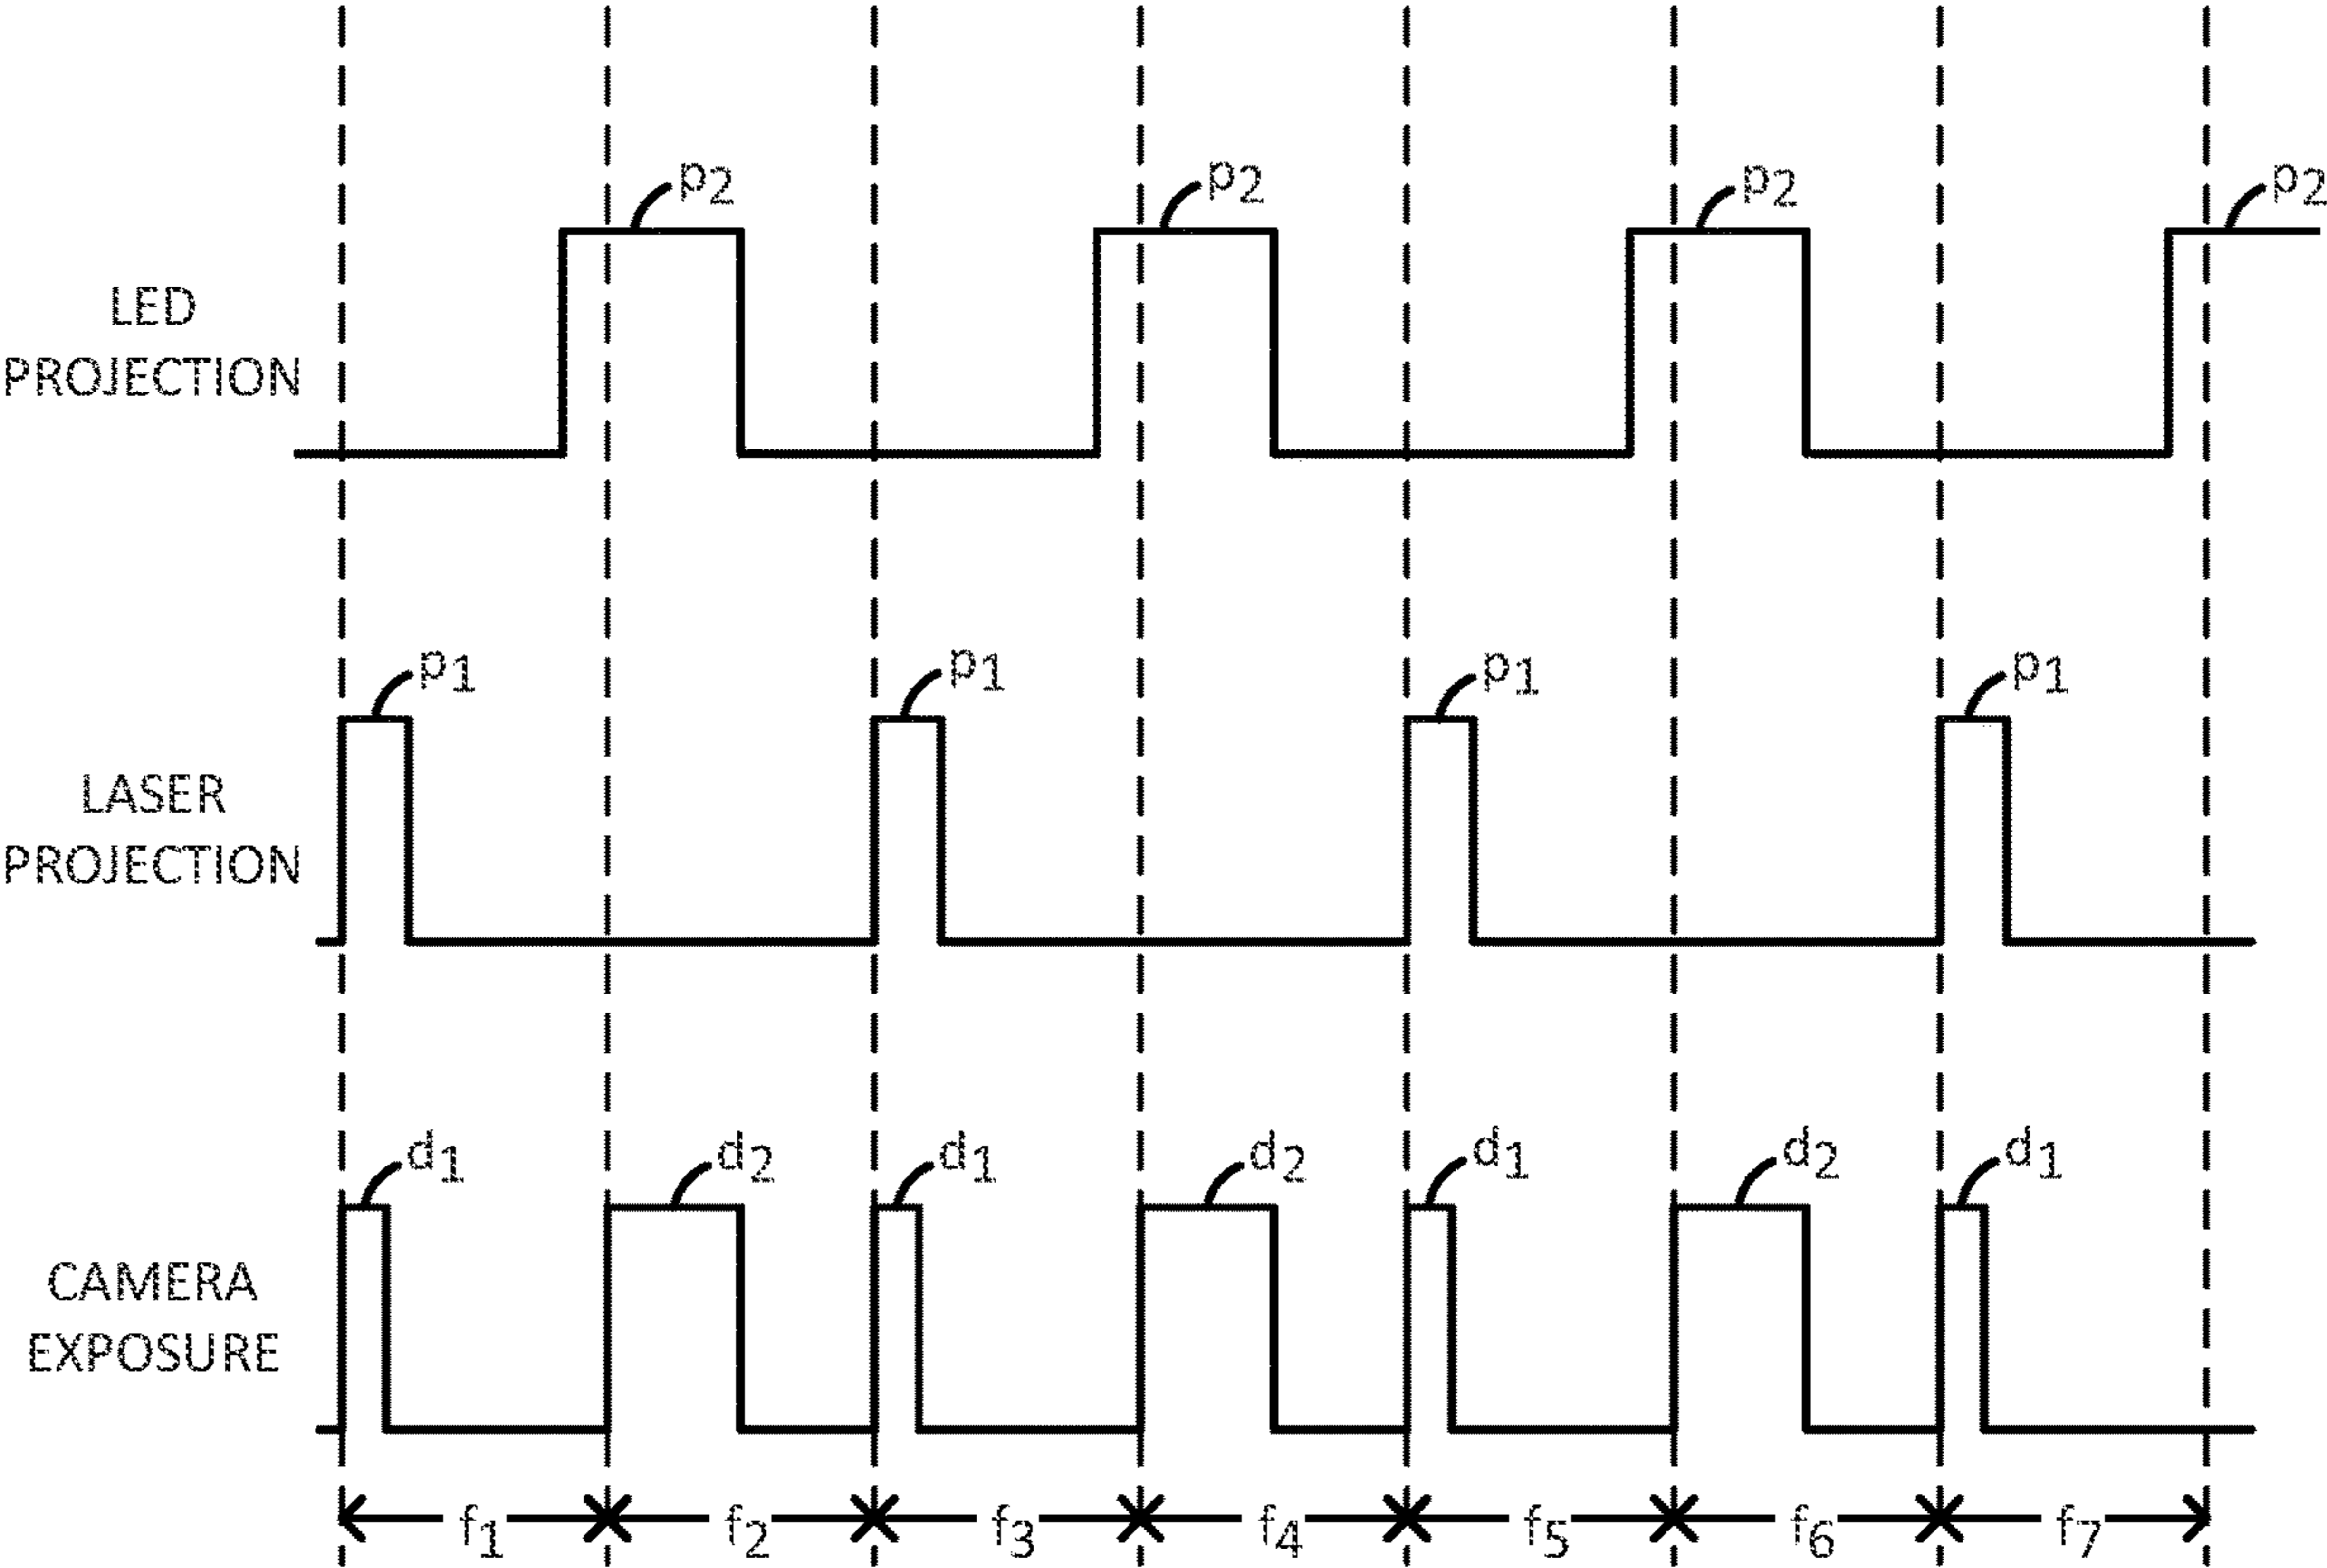 p2 p2 p2 p2
LED
PROJECTION
p1 p1 p1 p1
LASER
PROJECTION
d1 d2 d1 d2 d1 d2 d1
CAMERA
EXPOSURE
f1 f2 f3 f4 f5 f6 f7